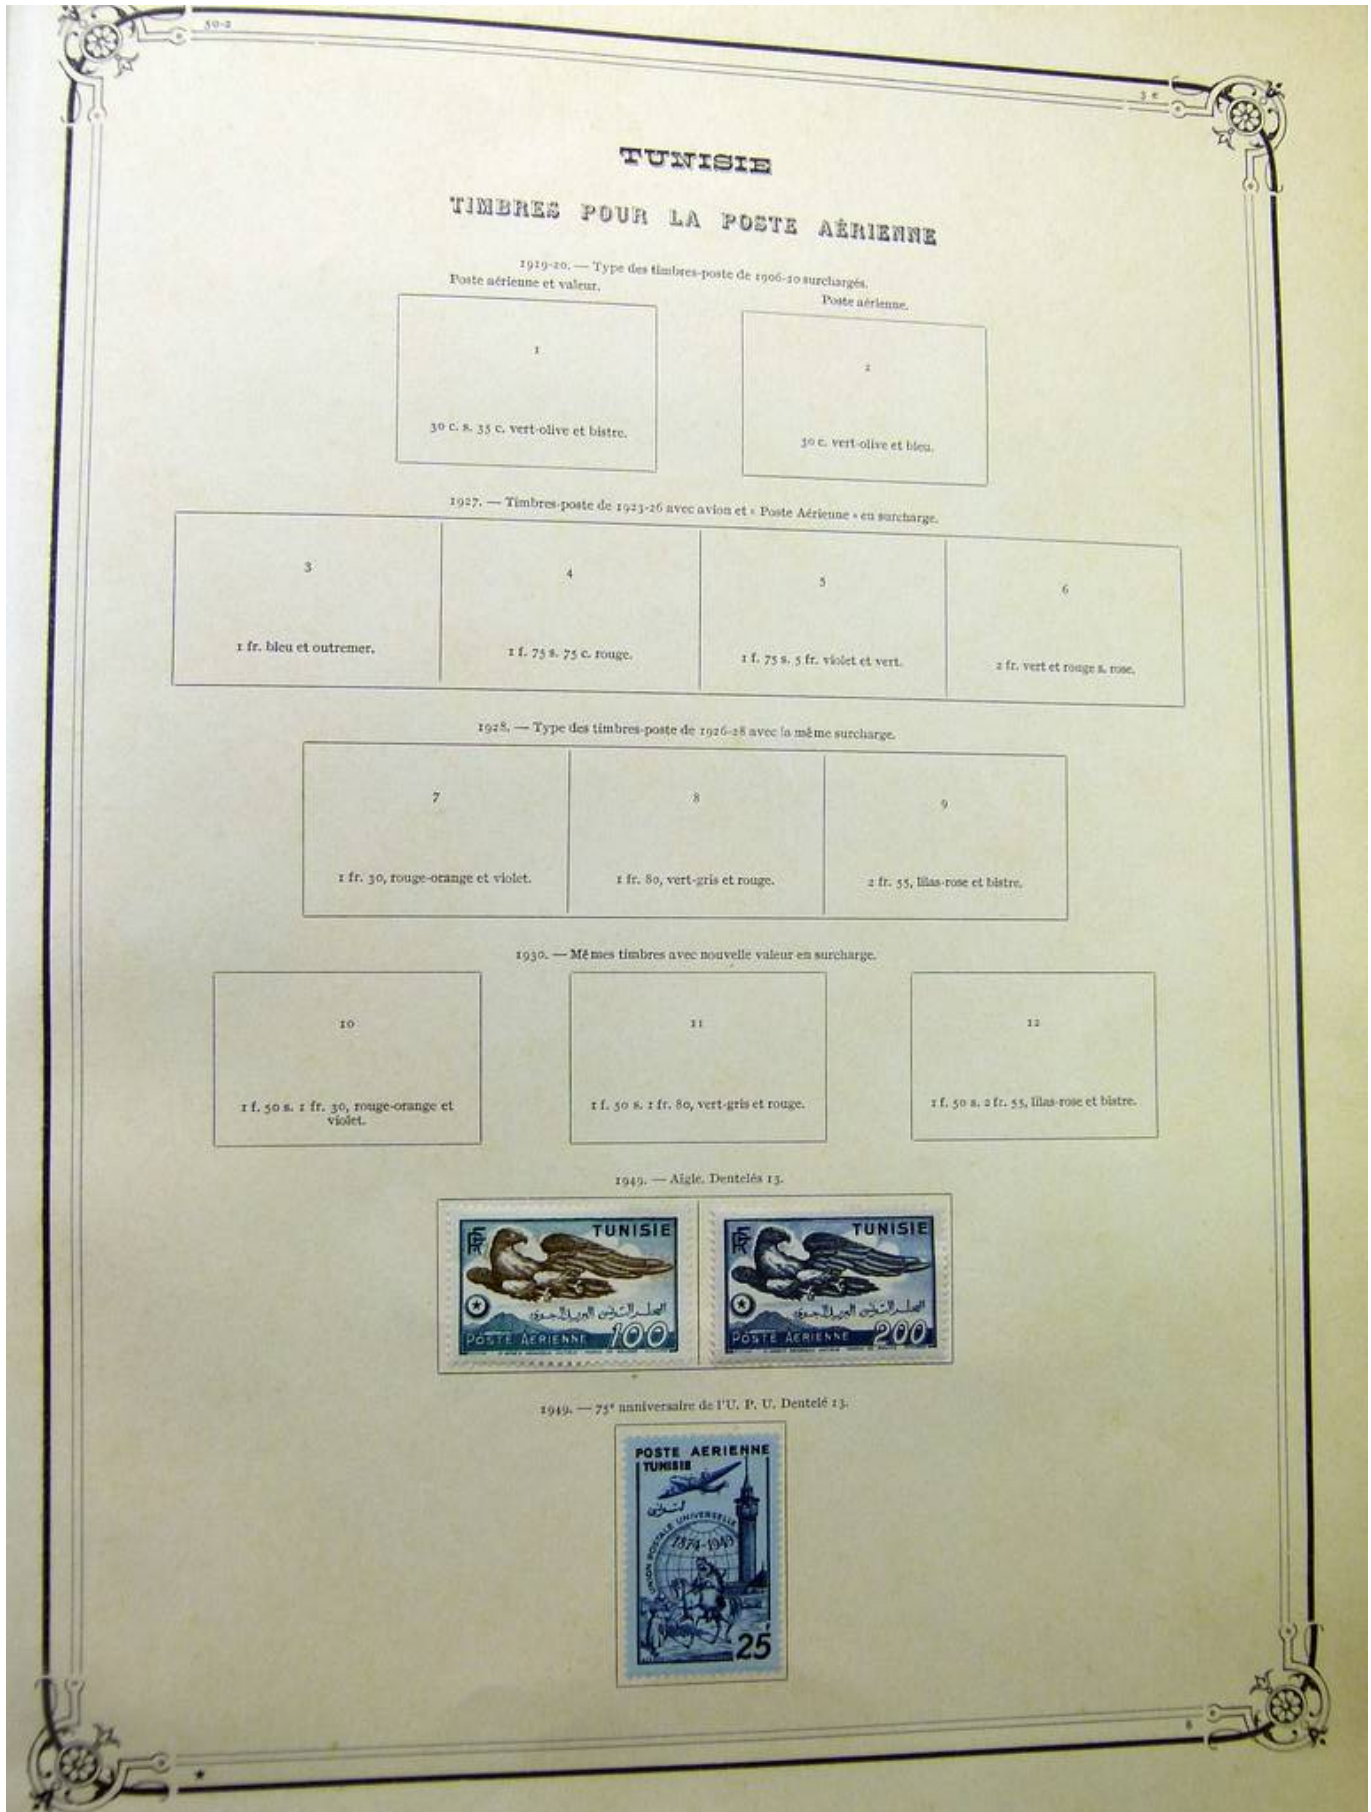 50-2
TUNISIE
TIMBRES POUR LA POSTE AÉRIENNE
1919-20. — Type des timbres-poste de 1906-20 surchargés.
Poste aérienne et valeur.
Poste aérienne.
1
2
30 c. s. 35 c. vert-olive et bistre.
30 c. vert-olive et bleu.
1927. — Timbres-poste de 1923-26 avec avion et « Poste Aérienne » en surcharge.
3
4
5
6
1 fr. bleu et outremer.
1 f. 75 s. 75 c. rouge.
1 f. 75 s. 5 fr. violet et vert.
2 fr. vert et rouge s. rose.
1928. — Type des timbres-poste de 1926-28 avec la même surcharge.
7
8
9
1 fr. 30, rouge-orange et violet.
1 fr. 80, vert-gris et rouge.
2 fr. 55, lilas-rose et bistre.
1930. — Mêmes timbres avec nouvelle valeur en surcharge.
10
11
12
1 f. 50 s. 1 fr. 30, rouge-orange et
violet.
1 f. 50 s. 1 fr. 80, vert-gris et rouge.
1 f. 50 s. 2 fr. 55, lilas-rose et bistre.
1949. — Aigle. Dentelés 13.
RF
TUNISIE
POSTE AERIENNE 100
RF
TUNISIE
POSTE AERIENNE 200
1949. — 75e anniversaire de l'U. P. U. Dentelé 13.
POSTE AERIENNE
TUNISIE
UNION POSTALE UNIVERSELLE
1874-1949
25